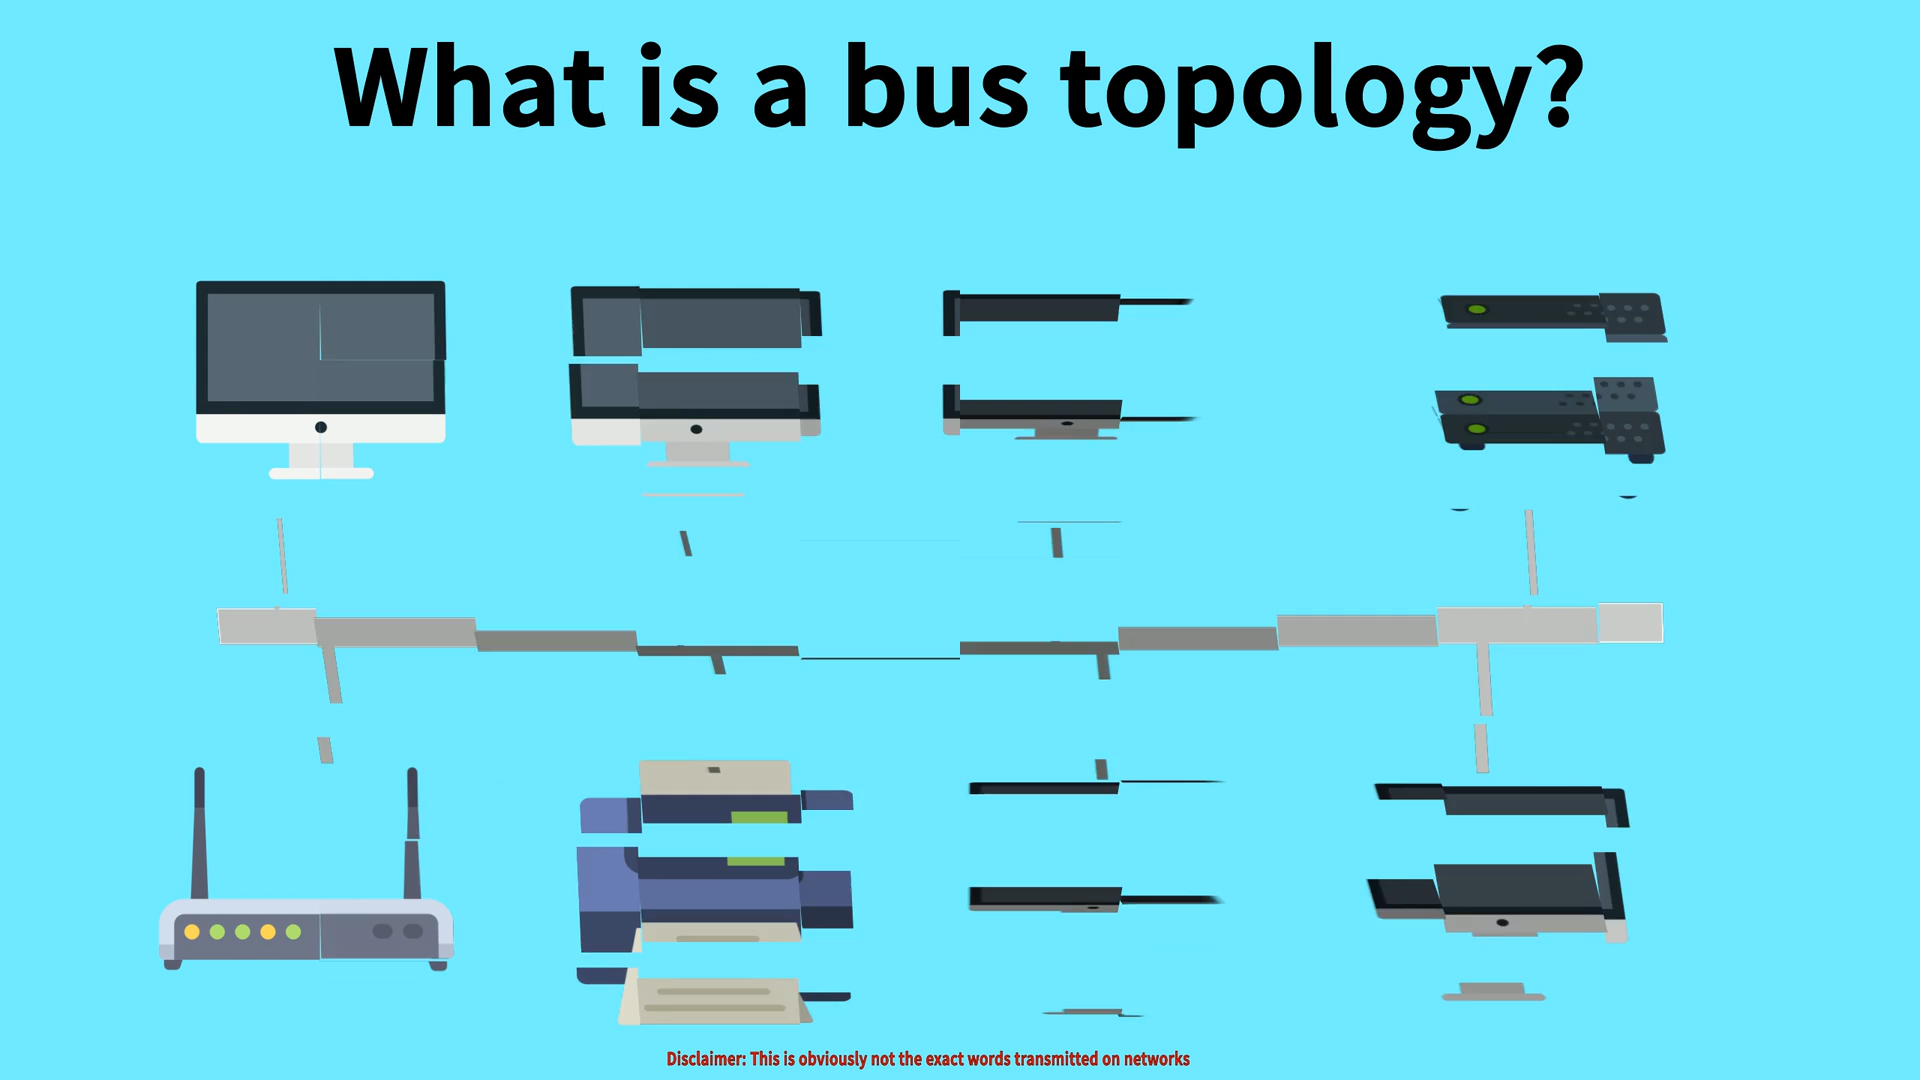 What is a bus topology?
Disclaimer: This is obviously not the exact words transmitted on networks